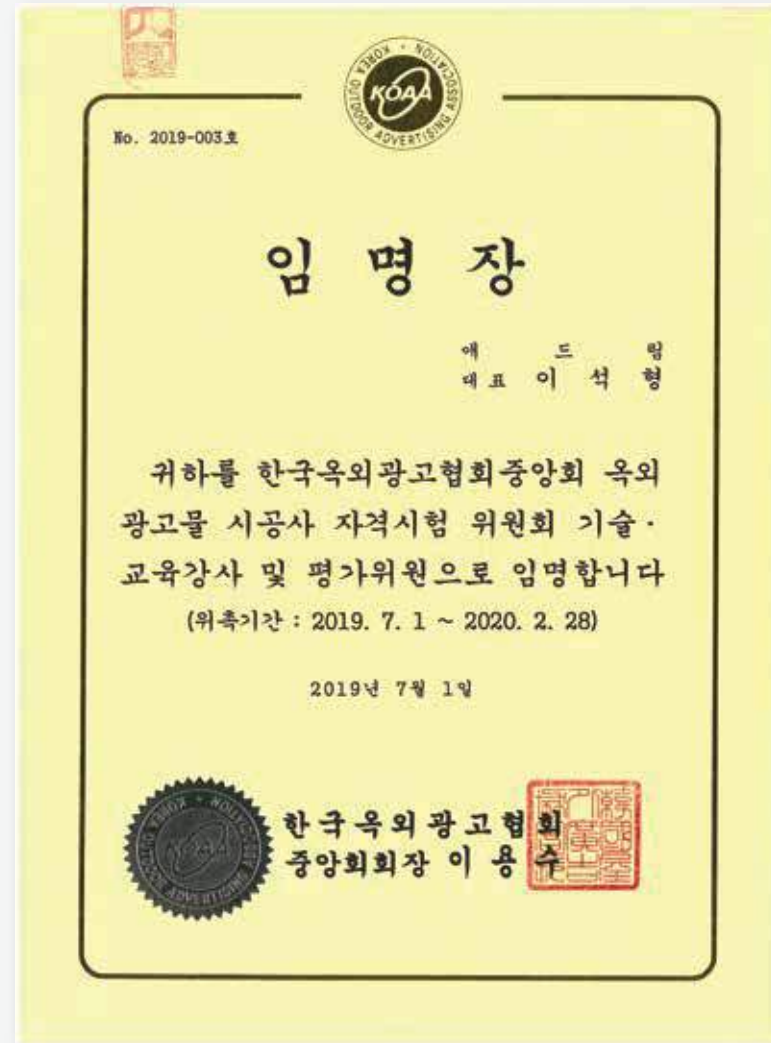 KOREA OUTDOOR ADVERTISING ASSOCIATION
KOAA
No. 2019-003호
임 명 장
애 드 림
대표 이 석 형
귀하를 한국옥외광고협회중앙회 옥외
광고물 시공사 자격시험 위원회 기술·
교육강사 및 평가위원으로 임명합니다
(위촉기간 : 2019. 7. 1 ~ 2020. 2. 28)
2019년 7월 1일
한국옥외광고협회
중앙회회장 이 용 수
KOAA